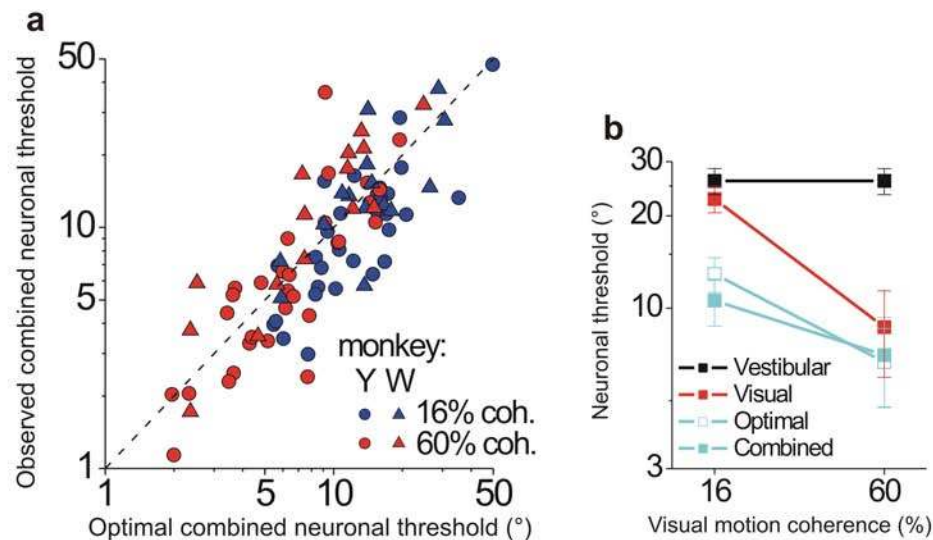 a
Observed combined neuronal threshold
50
10
5
1
1
5
10
50
Optimal combined neuronal threshold (°)
monkey:
Y W
16% coh.
60% coh.
b
Neuronal threshold (°)
30
20
10
3
16
60
Visual motion coherence (%)
Vestibular
Visual
Optimal
Combined